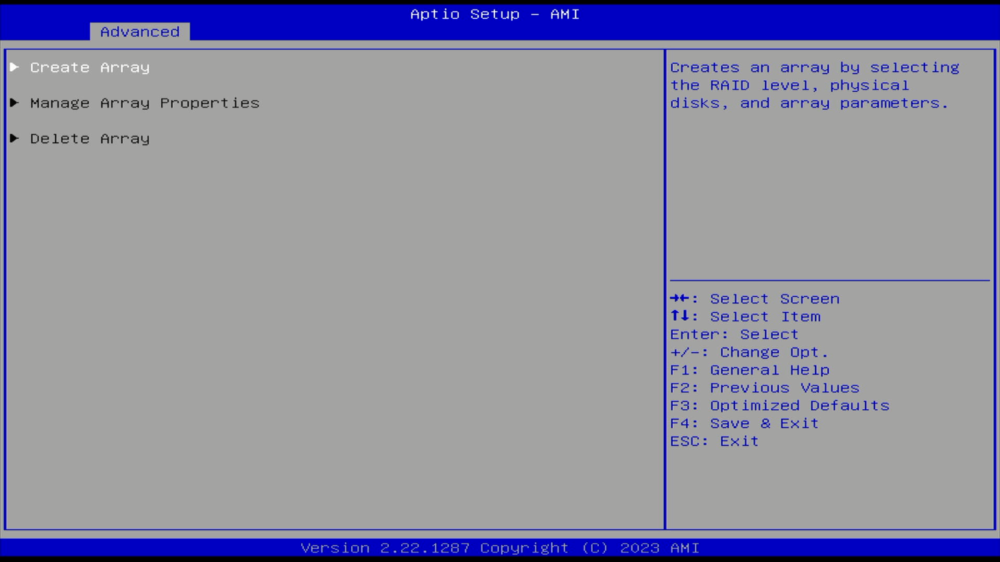 Aptio Setup – AMI
Advanced
▶ Create Array
▶ Manage Array Properties
▶ Delete Array
Creates an array by selecting
the RAID level, physical
disks, and array parameters.
→←: Select Screen
↑↓: Select Item
Enter: Select
+/-: Change Opt.
F1: General Help
F2: Previous Values
F3: Optimized Defaults
F4: Save & Exit
ESC: Exit
Version 2.22.1287 Copyright (C) 2023 AMI